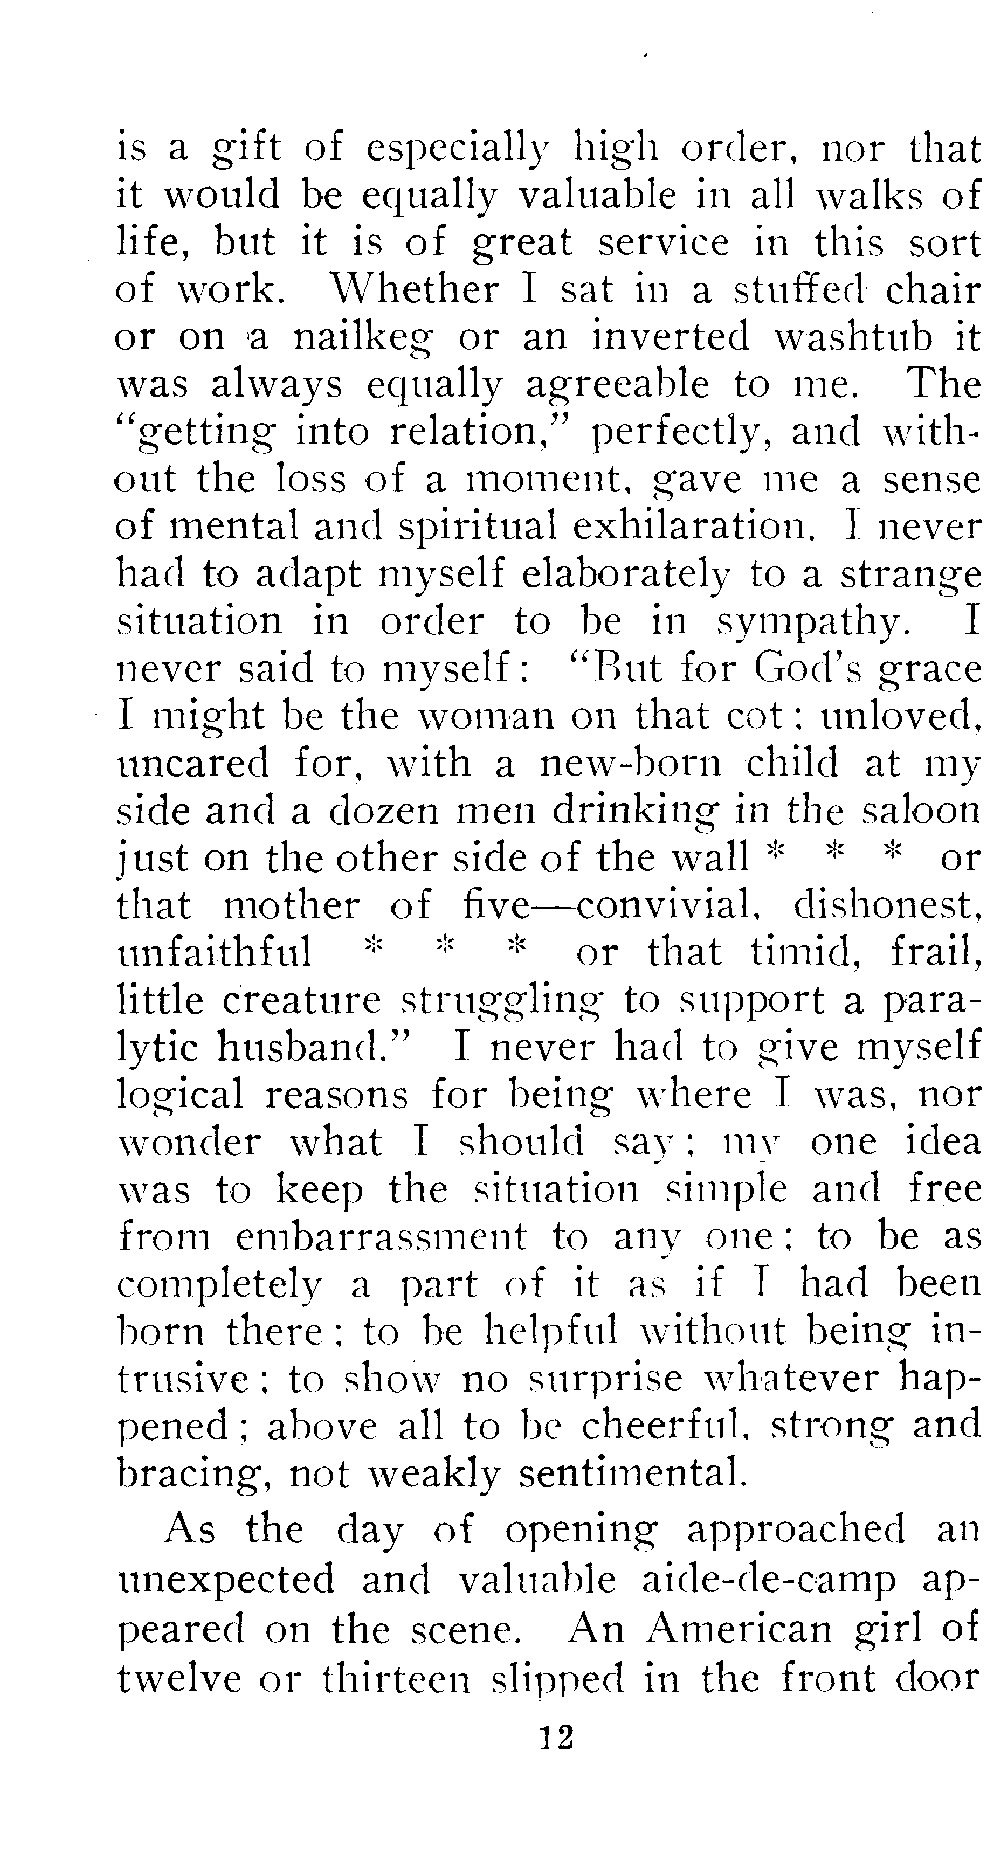 is a gift of especially high order, nor that
it would be equally valuable in all walks of
life, but it is of great service in this sort
of work. Whether I sat in a stuffed chair
or on a nailkeg or an inverted washtub it
was always equally agreeable to me. The
“getting into relation,” perfectly, and with-
out the loss of a moment, gave me a sense
of mental and spiritual exhilaration. I never
had to adapt myself elaborately to a strange
situation in order to be in sympathy. I
never said to myself: “But for God’s grace
I might be the woman on that cot; unloved,
uncared for, with a new-born child at my
side and a dozen men drinking in the saloon
just on the other side of the wall * * * or
that mother of five—convivial, dishonest,
unfaithful * * * or that timid, frail,
little creature struggling to support a para-
lytic husband.” I never had to give myself
logical reasons for being where I was, nor
wonder what I should say; my one idea
was to keep the situation simple and free
from embarrassment to any one; to be as
completely a part of it as if I had been
born there; to be helpful without being in-
trusive; to show no surprise whatever hap-
pened; above all to be cheerful, strong and
bracing, not weakly sentimental.
As the day of opening approached an
unexpected and valuable aide-de-camp ap-
peared on the scene. An American girl of
twelve or thirteen slipped in the front door
12